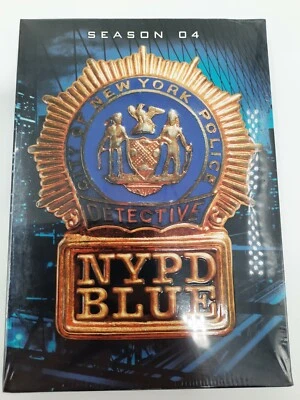 SEASON 04
CITY OF NEW YORK POLICE
DETECTIVE
NYPD
BLUE